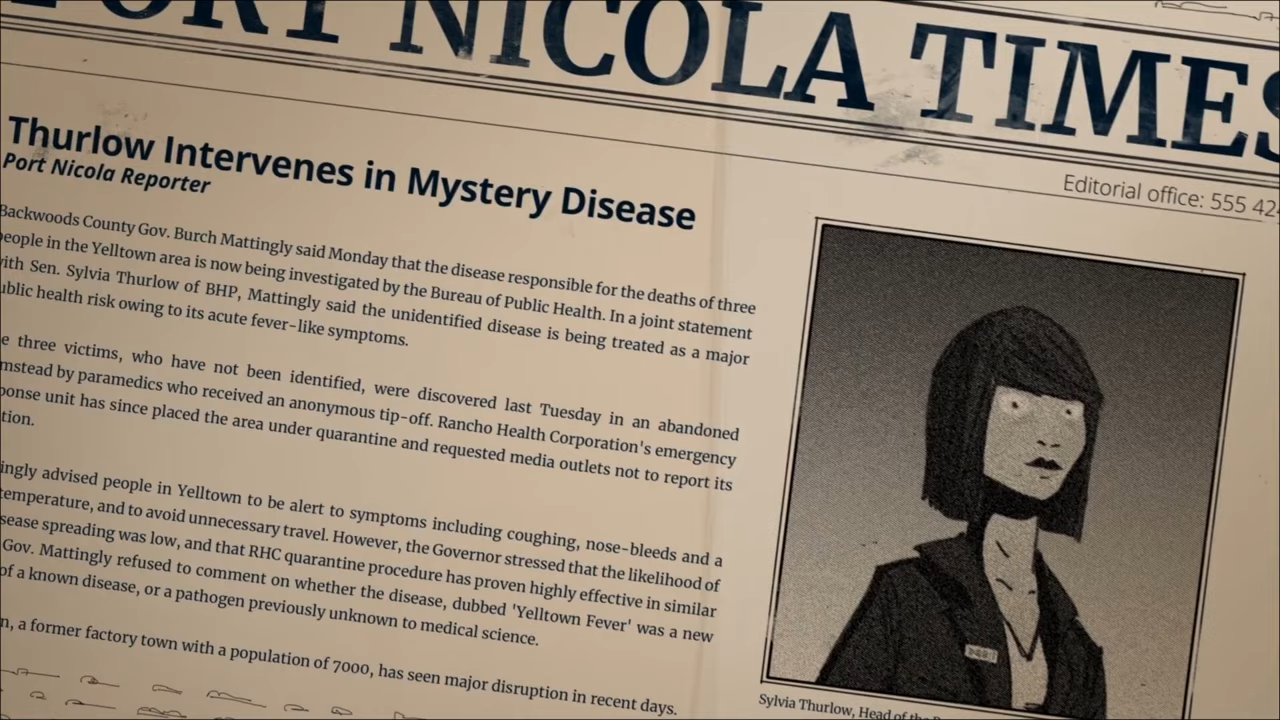 PORT NICOLA TIMES
Editorial office: 555 42
Thurlow Intervenes in Mystery Disease
Port Nicola Reporter
Backwoods County Gov. Burch Mattingly said Monday that the disease responsible for the deaths of three
people in the Yelltown area is now being investigated by the Bureau of Public Health. In a joint statement
with Sen. Sylvia Thurlow of BHP, Mattingly said the unidentified disease is being treated as a major
ublic health risk owing to its acute fever-like symptoms.
e three victims, who have not been identified, were discovered last Tuesday in an abandoned
mstead by paramedics who received an anonymous tip-off. Rancho Health Corporation's emergency
ponse unit has since placed the area under quarantine and requested media outlets not to report its
tion.
ingly advised people in Yelltown to be alert to symptoms including coughing, nose-bleeds and a
temperature, and to avoid unnecessary travel. However, the Governor stressed that the likelihood of
sease spreading was low, and that RHC quarantine procedure has proven highly effective in similar
Gov. Mattingly refused to comment on whether the disease, dubbed 'Yelltown Fever' was a new
of a known disease, or a pathogen previously unknown to medical science.
n, a former factory town with a population of 7000, has seen major disruption in recent days.
Sylvia Thurlow, Head of the